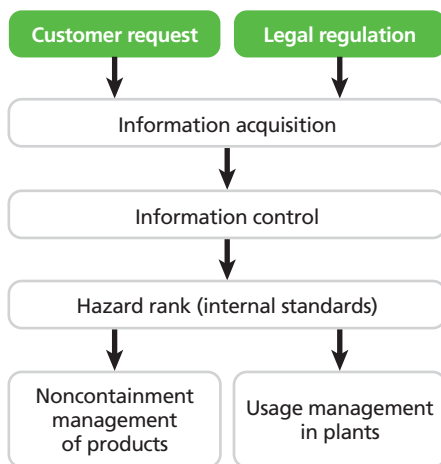 Customer request
Legal regulation
Information acquisition
Information control
Hazard rank (internal standards)
Noncontainment
management
of products
Usage management
in plants